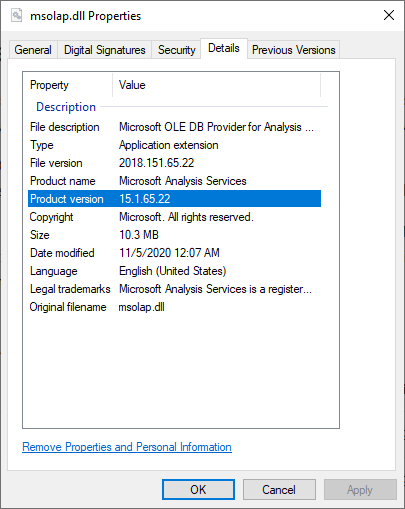 msolap.dll Properties
General Digital Signatures Security Details Previous Versions
Property Value
Description
File description Microsoft OLE DB Provider for Analysis ...
Type Application extension
File version 2018.151.65.22
Product name Microsoft Analysis Services
Product version 15.1.65.22
Copyright Microsoft. All rights reserved.
Size 10.3 MB
Date modified 11/5/2020 12:07 AM
Language English (United States)
Legal trademarks Microsoft Analysis Services is a register...
Original filename msolap.dll
Remove Properties and Personal Information
OK Cancel Apply